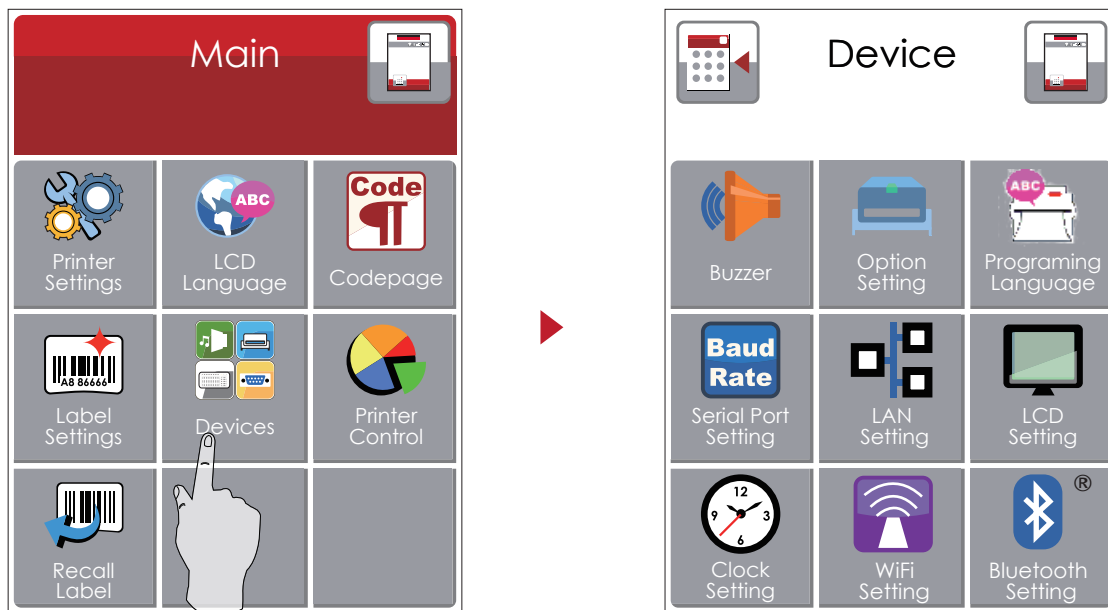 Main
Printer
Settings
ABC
LCD
Language
Code
Codepage
A8 86666
Label
Settings
Devices
Printer
Control
Recall
Label
Device
Buzzer
Option
Setting
ABC
Programing
Language
Baud
Rate
Serial Port
Setting
LAN
Setting
LCD
Setting
12
9 3
6
Clock
Setting
WiFi
Setting
®
Bluetooth
Setting